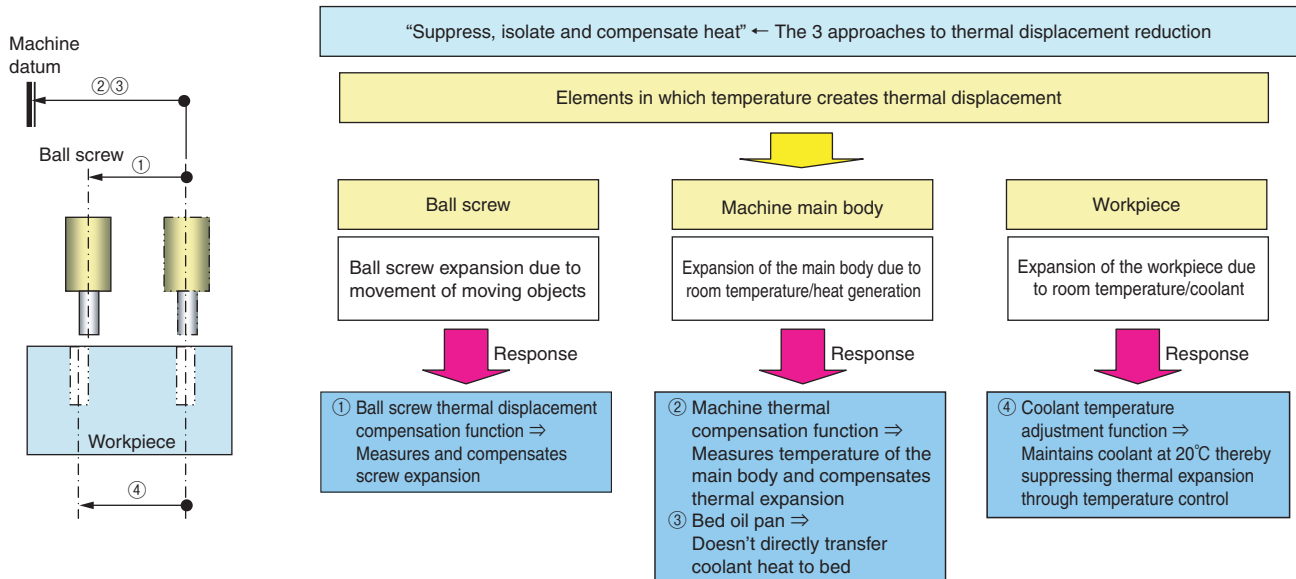 Machine
datum
②③
Ball screw
①
Workpiece
④
“Suppress, isolate and compensate heat” ← The 3 approaches to thermal displacement reduction
Elements in which temperature creates thermal displacement
Ball screw
Ball screw expansion due to
movement of moving objects
Response
① Ball screw thermal displacement
compensation function ⇒
Measures and compensates
screw expansion
Machine main body
Expansion of the main body due to
room temperature/heat generation
Response
② Machine thermal
compensation function ⇒
Measures temperature of the
main body and compensates
thermal expansion
③ Bed oil pan ⇒
Doesn’t directly transfer
coolant heat to bed
Workpiece
Expansion of the workpiece due
to room temperature/coolant
Response
④ Coolant temperature
adjustment function ⇒
Maintains coolant at 20℃ thereby
suppressing thermal expansion
through temperature control